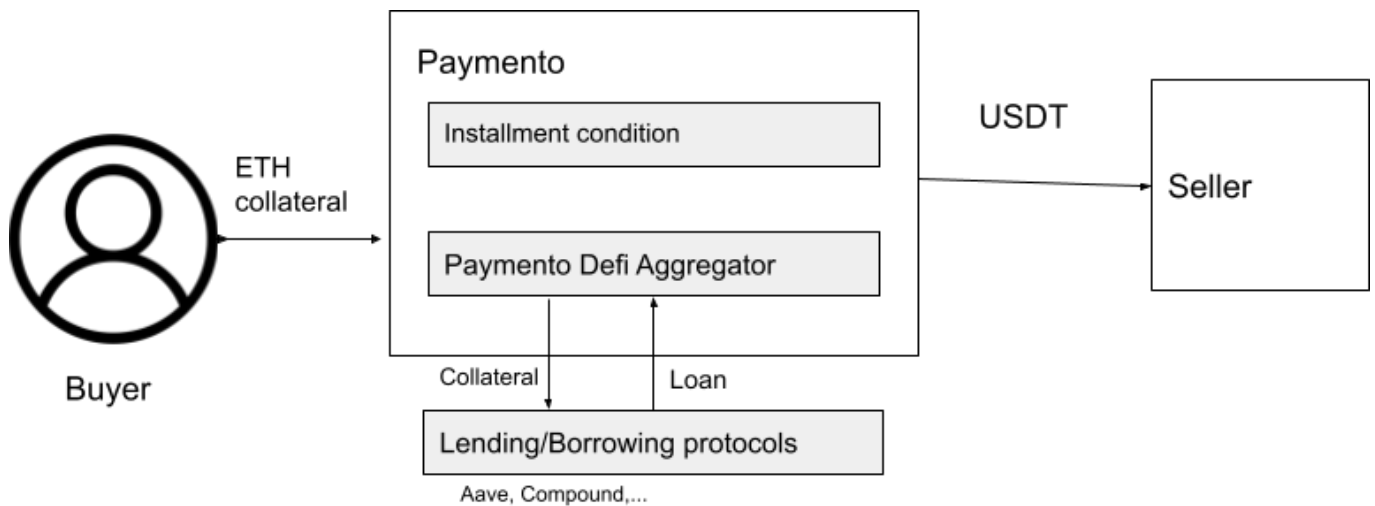 Paymento
Installment condition
USDT
ETH
collateral
Seller
Paymento Defi Aggregator
Buyer
Collateral
Loan
Lending/Borrowing protocols
Aave, Compound,...